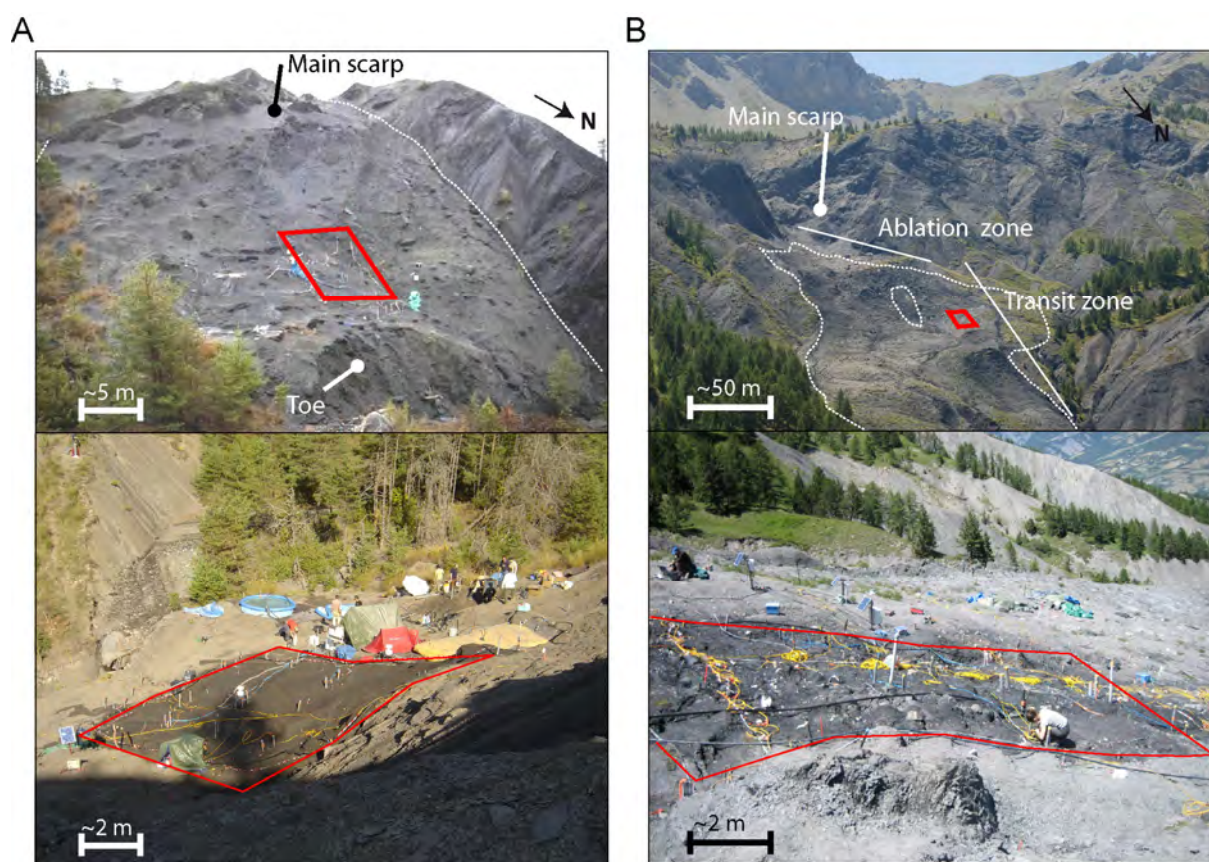 A
Main scarp
N
~5 m
Toe
~2 m
B
Main scarp
N
Ablation zone
Transit zone
~50 m
~2 m